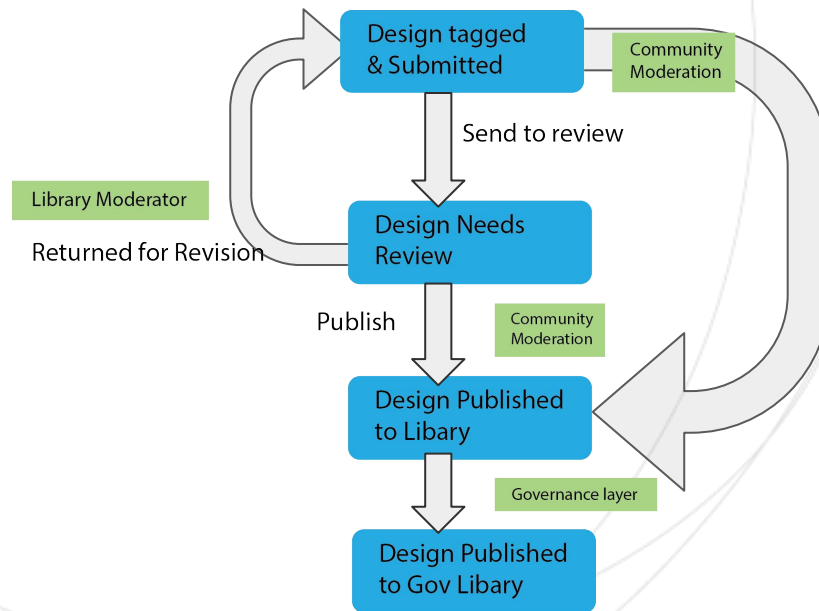 Design tagged
& Submitted
Community
Moderation
Send to review
Library Moderator
Returned for Revision
Design Needs
Review
Publish
Community
Moderation
Design Published
to Libary
Governance layer
Design Published
to Gov Libary